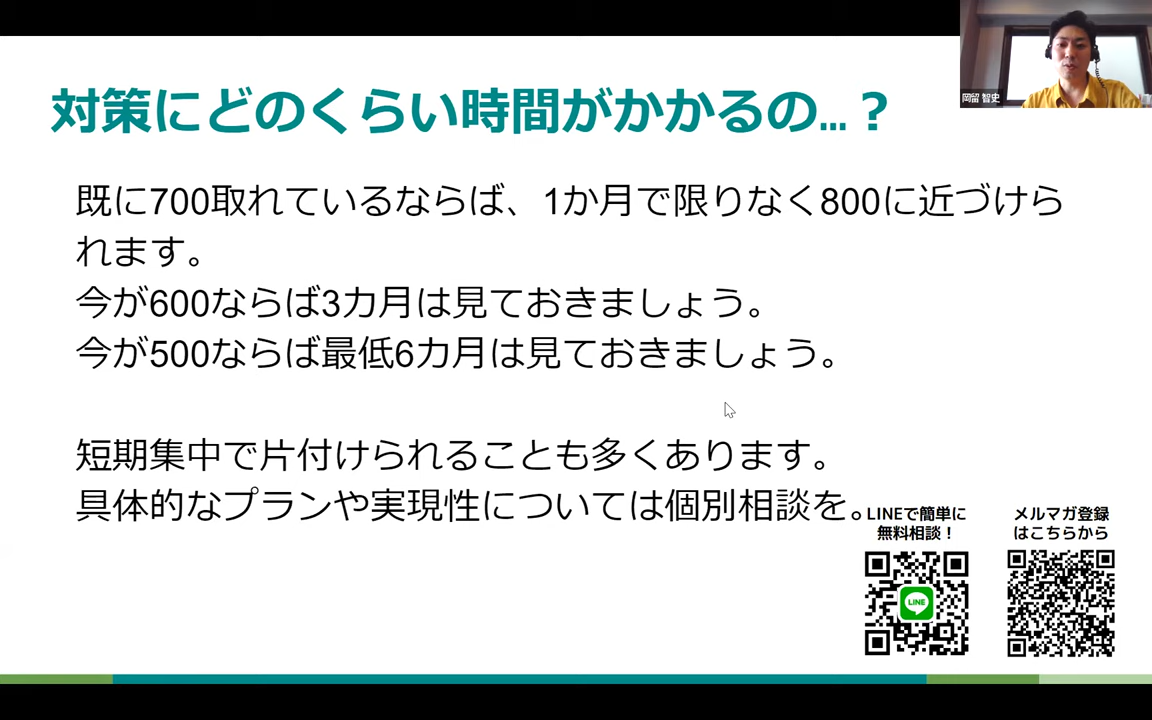 対策にどのくらい時間がかかるの…？
岡留 智史
既に700取れているならば、1か月で限りなく800に近づけら
れます。
今が600ならば3カ月は見ておきましょう。
今が500ならば最低6カ月は見ておきましょう。
短期集中で片付けられることも多くあります。
具体的なプランや実現性については個別相談を。
LINEで簡単に
無料相談！
LINE
メルマガ登録
はこちらから